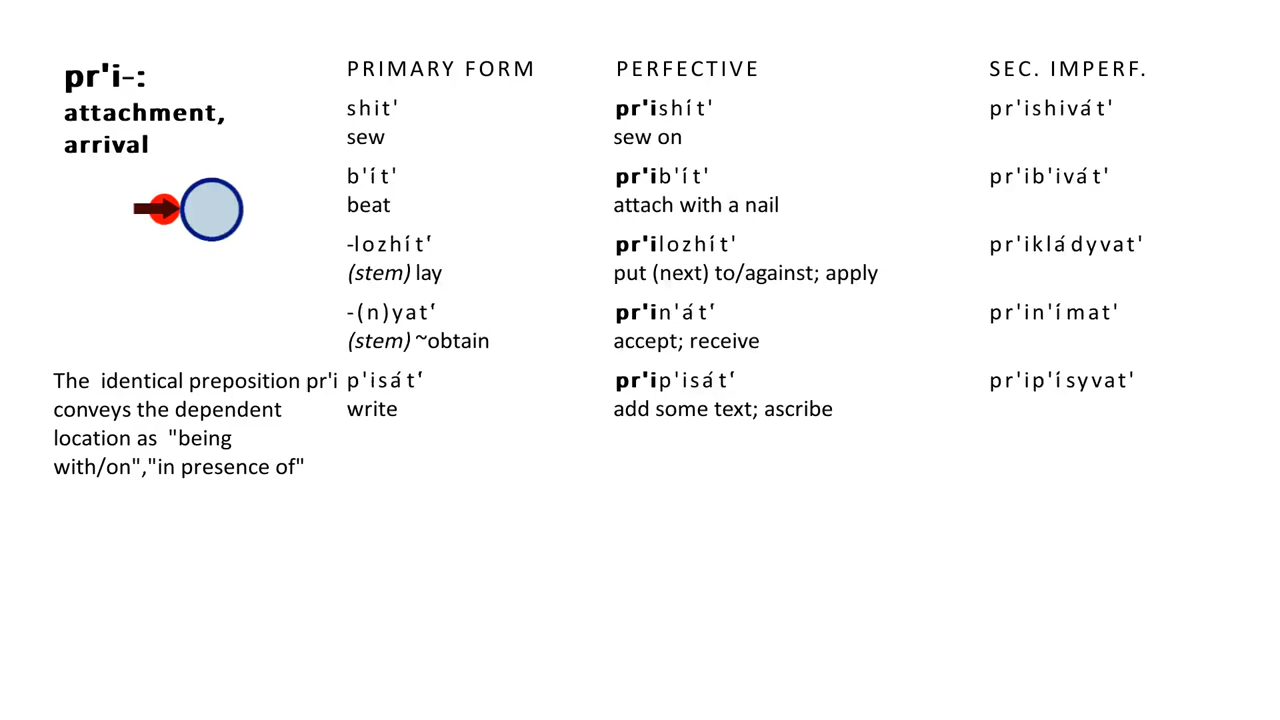 pr'i-:
attachment,
arrival
PRIMARY FORM PERFECTIVE SEC. IMPERF.
shit' pr'ishít' pr'ishivát'
sew sew on
b'ít' pr'ib'ít' pr'ib'ivát'
beat attach with a nail
-lozhít‘ pr'ilozhít' pr'ikládyvat'
(stem) lay put (next) to/against; apply
-(n)yat‘ pr'in'át‘ pr'in'ímat'
(stem) ~obtain accept; receive
p'isát‘ pr'ip'isát‘ pr'ip'ísyvat'
write add some text; ascribe
The identical preposition pr'i
conveys the dependent
location as "being
with/on","in presence of"